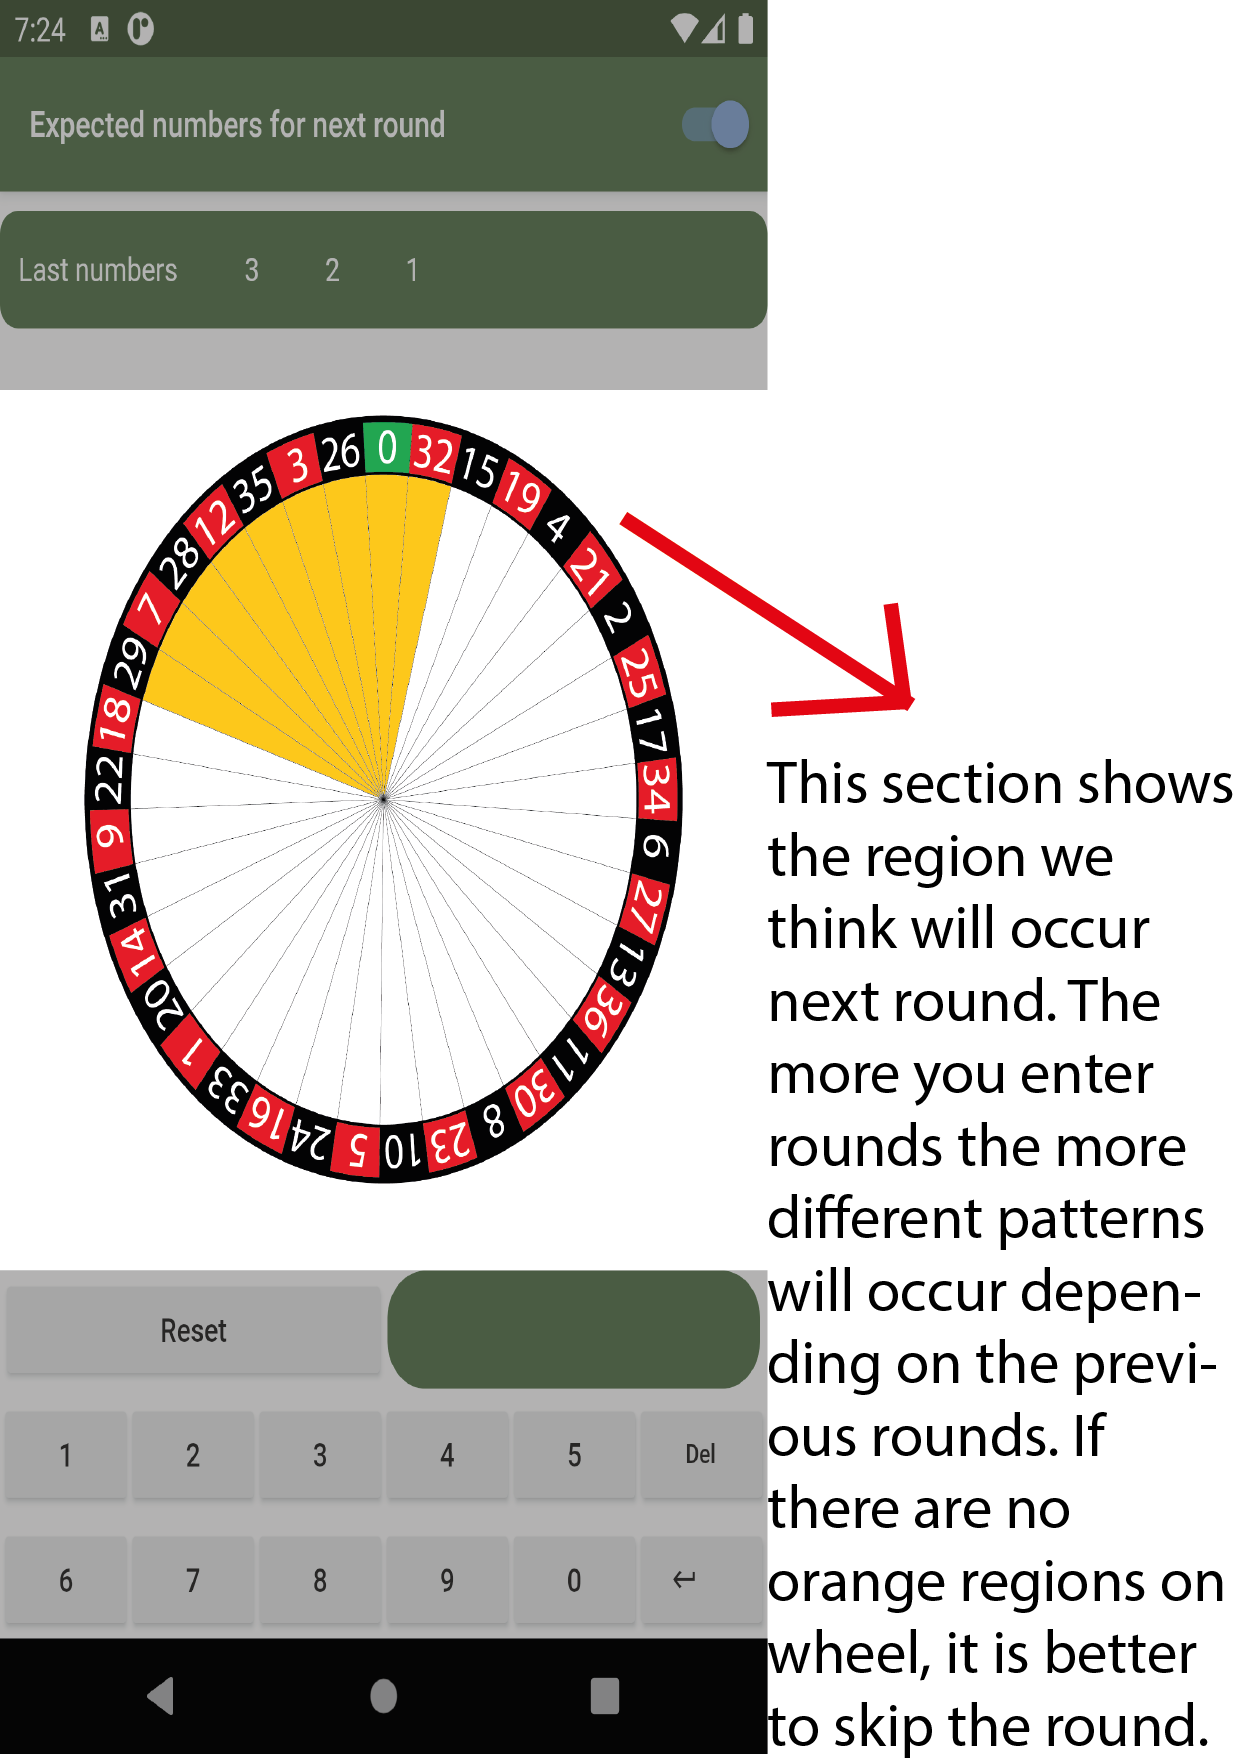 7:24 A
Expected numbers for next round
Last numbers 3 2 1
0
32
15
19
4
21
2
25
17
34
6
27
13
36
11
30
8
23
10
5
24
16
33
1
20
14
31
9
22
18
29
7
28
12
35
3
26
This section shows
the region we
think will occur
next round. The
more you enter
rounds the more
different patterns
will occur depen-
ding on the previ-
ous rounds. If
there are no
orange regions on
wheel, it is better
to skip the round.
Reset
1 2 3 4 5 Del
6 7 8 9 0